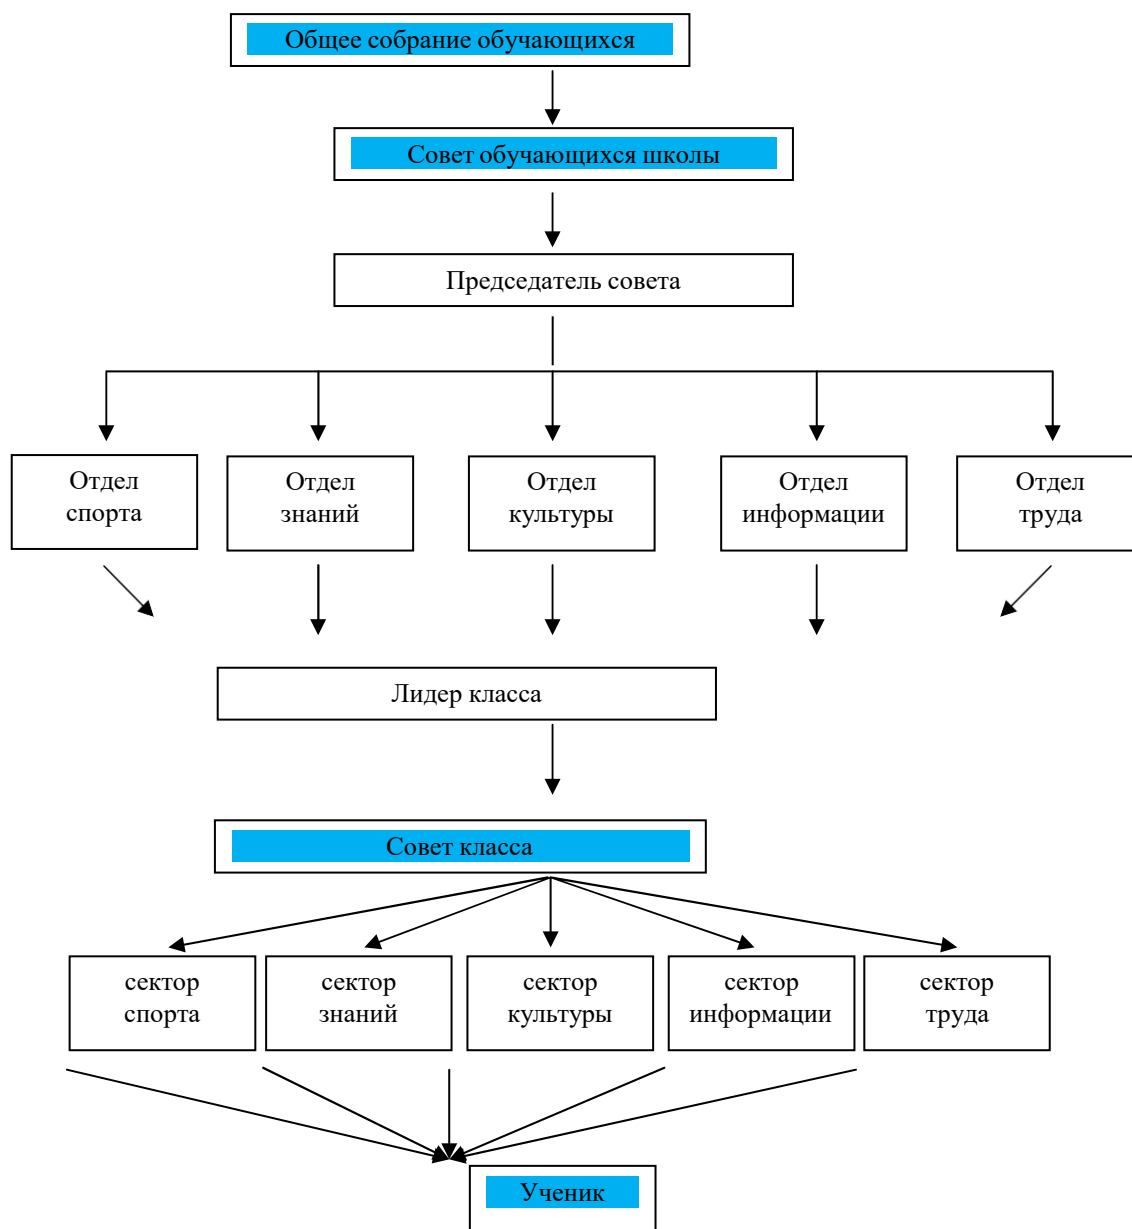 Общее собрание обучающихся
Совет обучающихся школы
Председатель совета
Отдел
спорта
Отдел
знаний
Отдел
культуры
Отдел
информации
Отдел
труда
Лидер класса
Совет класса
сектор
спорта
сектор
знаний
сектор
культуры
сектор
информации
сектор
труда
Ученик